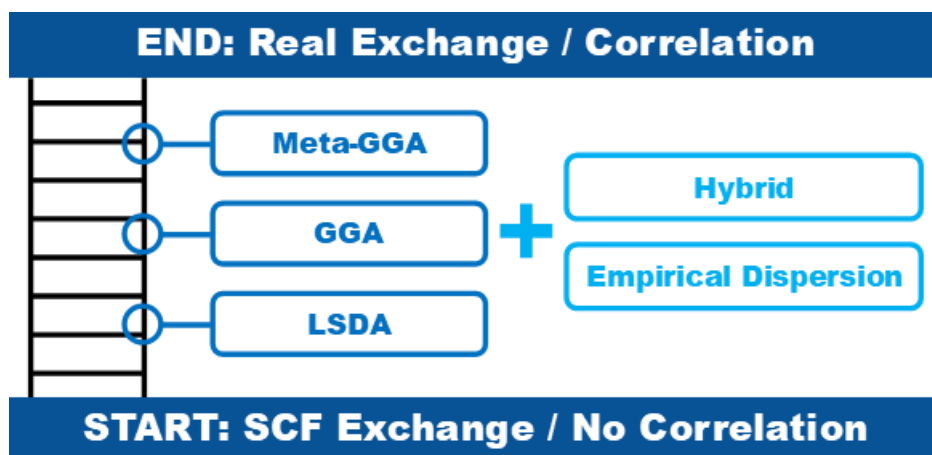 END: Real Exchange / Correlation
Meta-GGA
GGA
LSDA
+
Hybrid
Empirical Dispersion
START: SCF Exchange / No Correlation